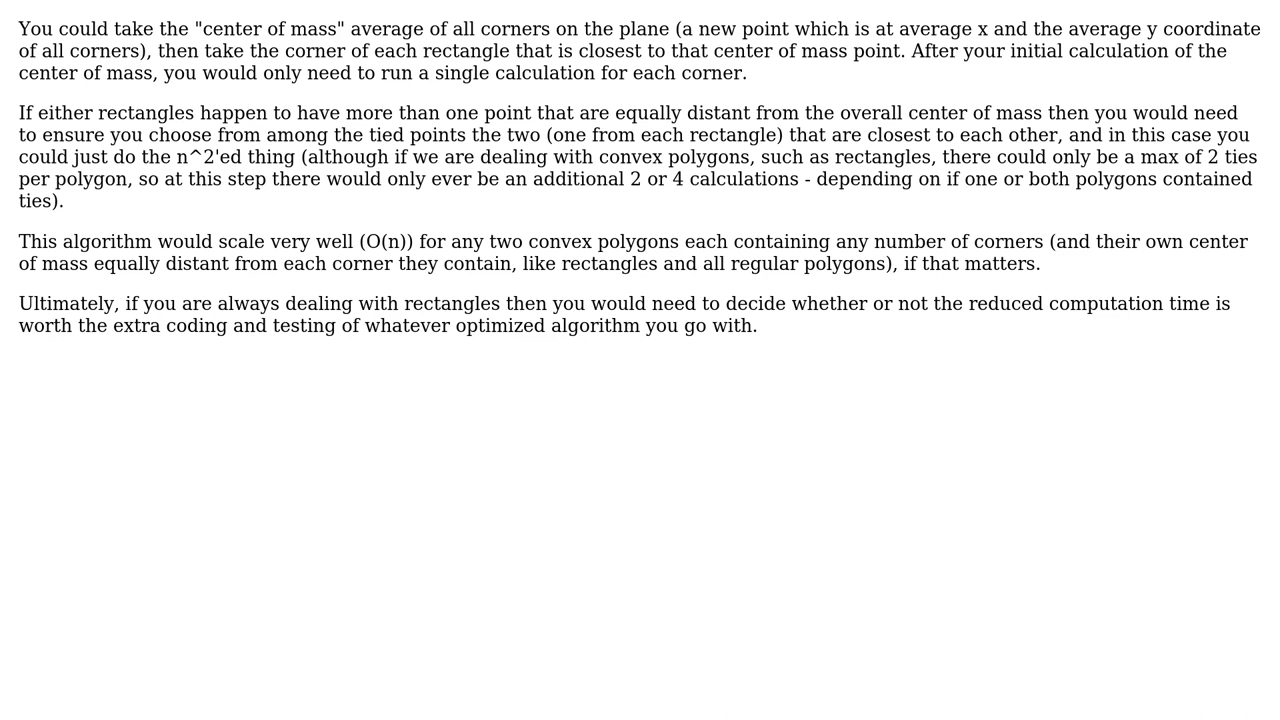 You could take the "center of mass" average of all corners on the plane (a new point which is at average x and the average y coordinate
of all corners), then take the corner of each rectangle that is closest to that center of mass point. After your initial calculation of the
center of mass, you would only need to run a single calculation for each corner.
If either rectangles happen to have more than one point that are equally distant from the overall center of mass then you would need
to ensure you choose from among the tied points the two (one from each rectangle) that are closest to each other, and in this case you
could just do the n^2'ed thing (although if we are dealing with convex polygons, such as rectangles, there could only be a max of 2 ties
per polygon, so at this step there would only ever be an additional 2 or 4 calculations - depending on if one or both polygons contained
ties).
This algorithm would scale very well (O(n)) for any two convex polygons each containing any number of corners (and their own center
of mass equally distant from each corner they contain, like rectangles and all regular polygons), if that matters.
Ultimately, if you are always dealing with rectangles then you would need to decide whether or not the reduced computation time is
worth the extra coding and testing of whatever optimized algorithm you go with.